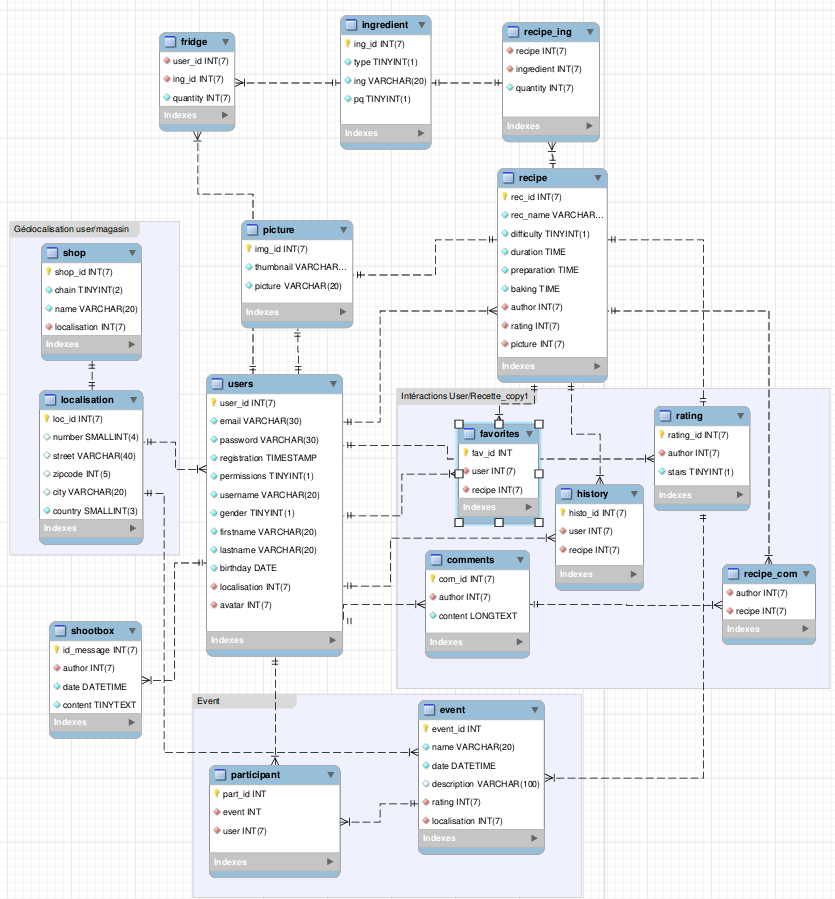 fridge
user_id INT(7)
ing_id INT(7)
quantity INT(7)
Indexes
ingredient
ing_id INT(7)
type TINYINT(1)
ing VARCHAR(20)
pq TINYINT(1)
Indexes
recipe_ing
recipe INT(7)
ingredient INT(7)
quantity INT(7)
Indexes
recipe
rec_id INT(7)
rec_name VARCHAR...
difficulty TINYINT(1)
duration TIME
preparation TIME
baking TIME
author INT(7)
rating INT(7)
picture INT(7)
Indexes
picture
img_id INT(7)
thumbnail VARCHAR...
picture VARCHAR(20)
Indexes
Géolocalisation user/magasin
shop
shop_id INT(7)
chain TINYINT(2)
name VARCHAR(20)
localisation INT(7)
Indexes
localisation
loc_id INT(7)
number SMALLINT(4)
street VARCHAR(40)
zipcode INT(5)
city VARCHAR(20)
country SMALLINT(3)
Indexes
users
user_id INT(7)
email VARCHAR(30)
password VARCHAR(30)
registration TIMESTAMP
permissions TINYINT(1)
username VARCHAR(20)
gender TINYINT(1)
firstname VARCHAR(20)
lastname VARCHAR(20)
birthday DATE
localisation INT(7)
avatar INT(7)
Indexes
Intéractions User/Recette_copy1
favorites
fav_id INT
user INT(7)
recipe INT(7)
Indexes
rating
rating_id INT(7)
author INT(7)
stars TINYINT(1)
Indexes
history
histo_id INT(7)
user INT(7)
recipe INT(7)
Indexes
comments
com_id INT(7)
author INT(7)
content LONGTEXT
Indexes
recipe_com
author INT(7)
recipe INT(7)
Indexes
shootbox
id_message INT(7)
author INT(7)
date DATETIME
content TINYTEXT
Indexes
Event
event
event_id INT
name VARCHAR(20)
date DATETIME
description VARCHAR(100)
rating INT(7)
localisation INT(7)
Indexes
participant
part_id INT
event INT
user INT(7)
Indexes